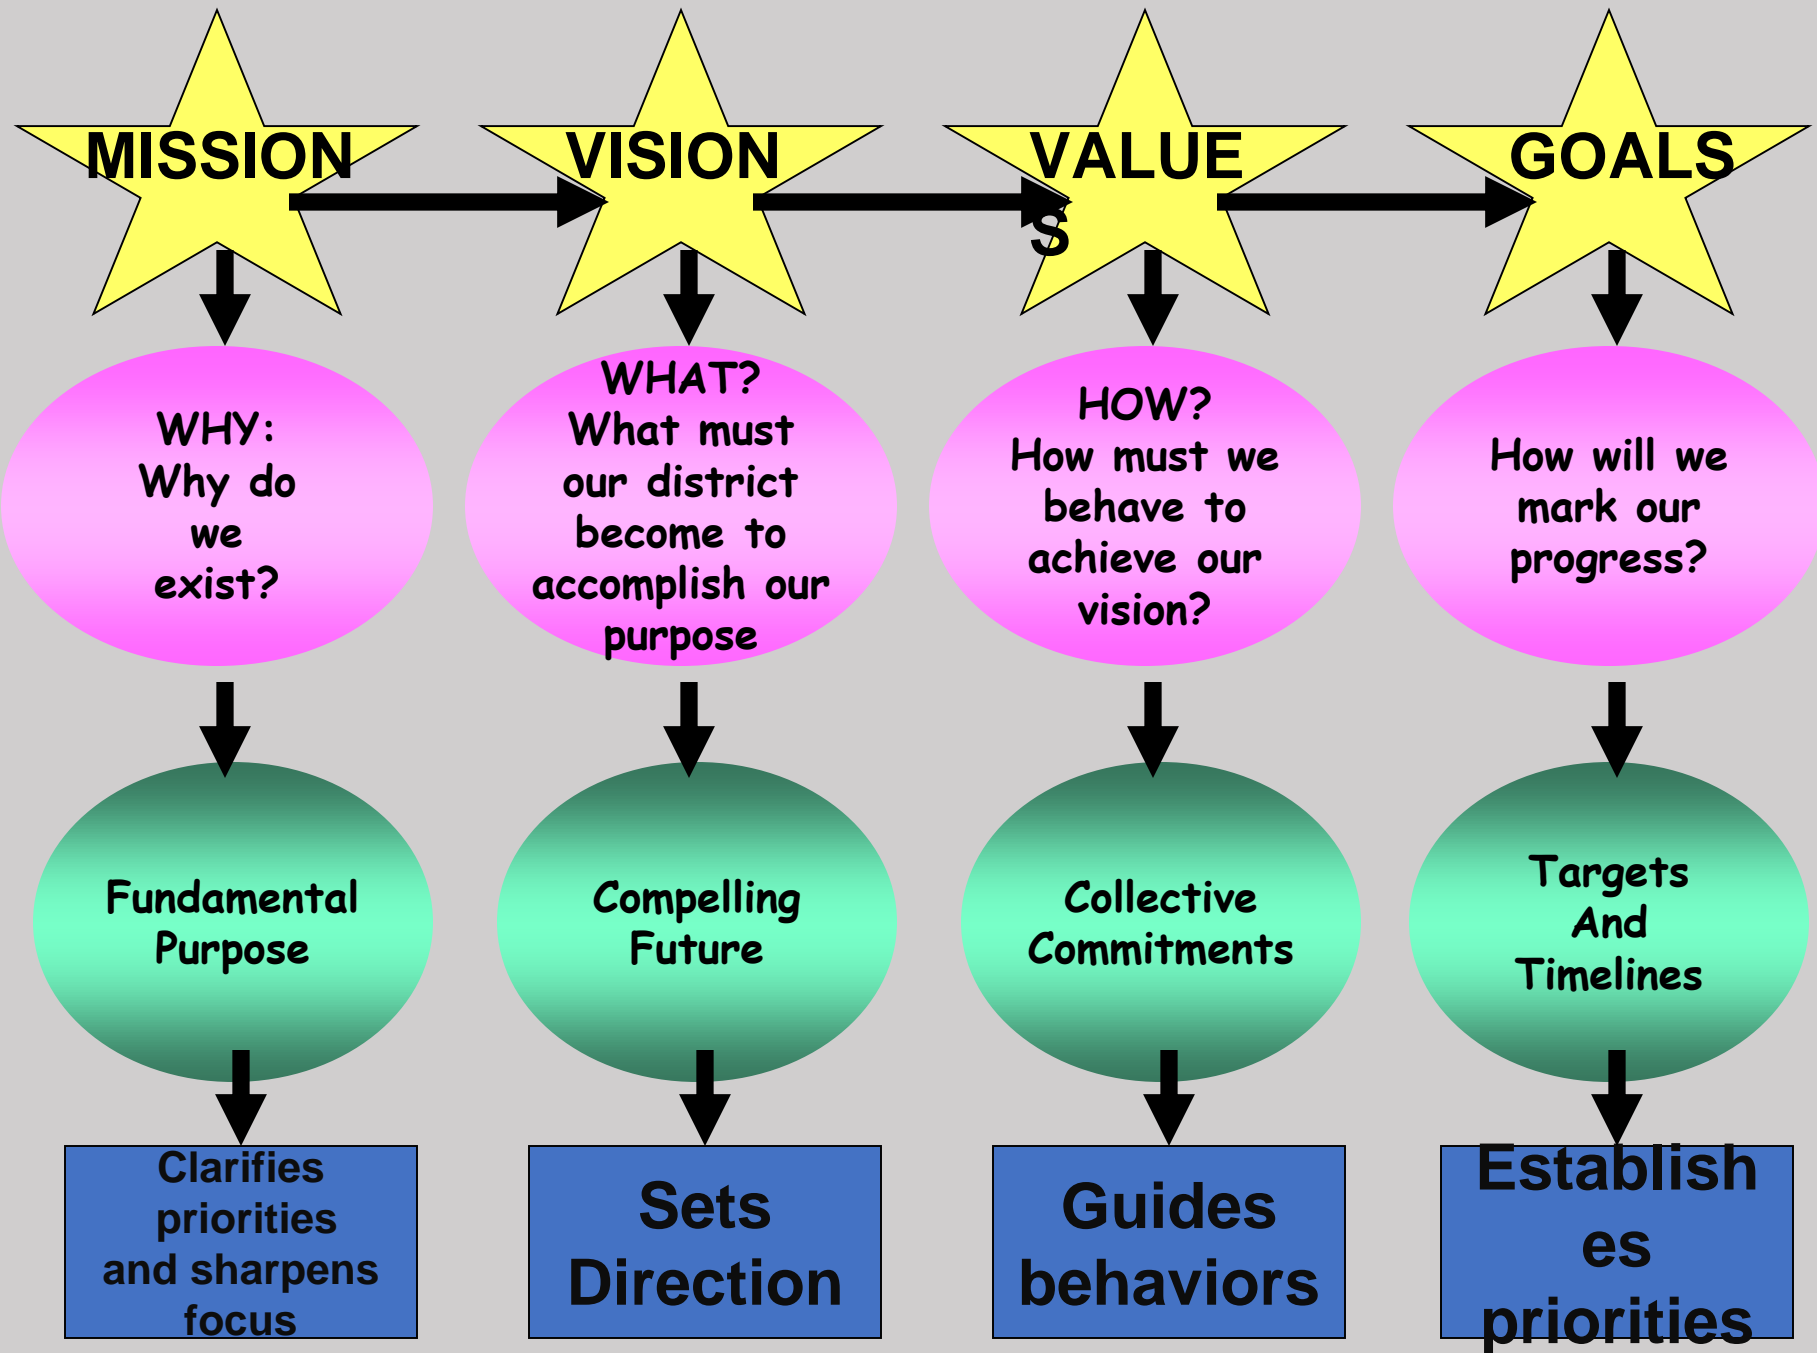 MISSION
VISION
VALUE
S
GOALS
WHY:
Why do
we
exist?
WHAT?
What must
our district
become to
accomplish our
purpose
HOW?
How must we
behave to
achieve our
vision?
How will we
mark our
progress?
Fundamental
Purpose
Compelling
Future
Collective
Commitments
Targets
And
Timelines
Clarifies
priorities
and sharpens
focus
Sets
Direction
Guides
behaviors
Establish
es
priorities